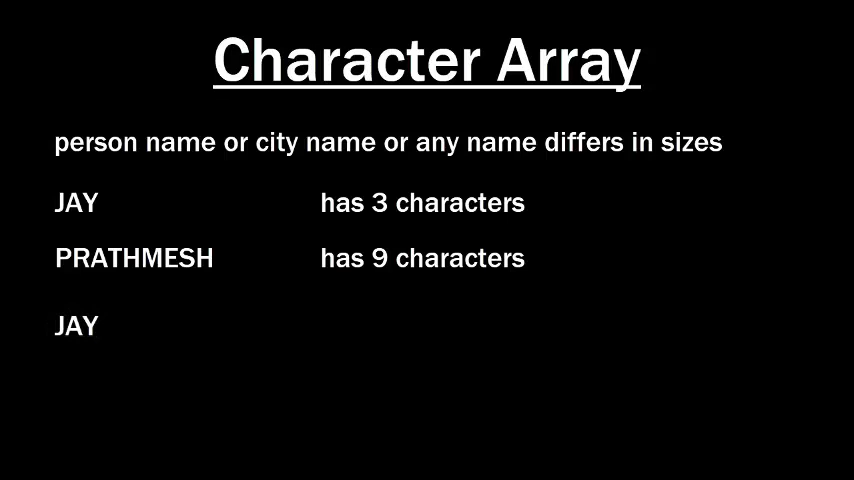 Character Array
person name or city name or any name differs in sizes
JAY has 3 characters
PRATHMESH has 9 characters
JAY